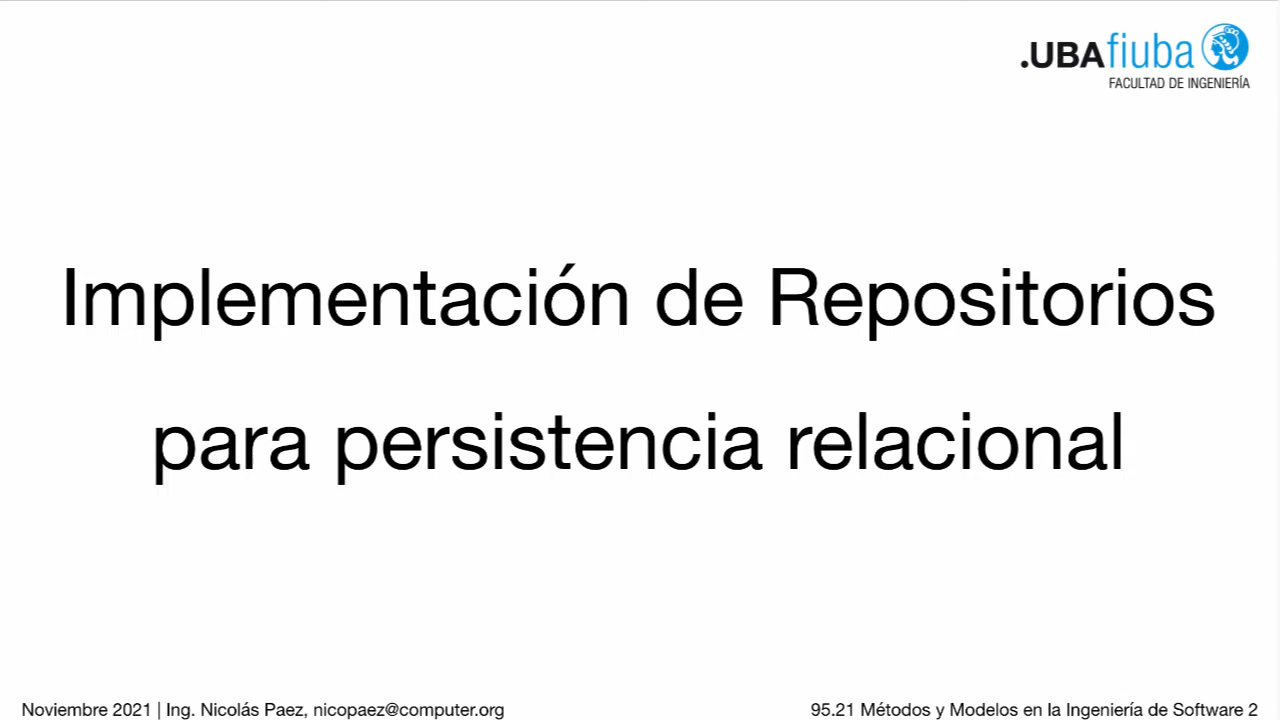 .UBAfiuba
FACULTAD DE INGENIERÍA
Implementación de Repositorios
para persistencia relacional
Noviembre 2021 | Ing. Nicolás Paez, nicopaez@computer.org
95.21 Métodos y Modelos en la Ingeniería de Software 2